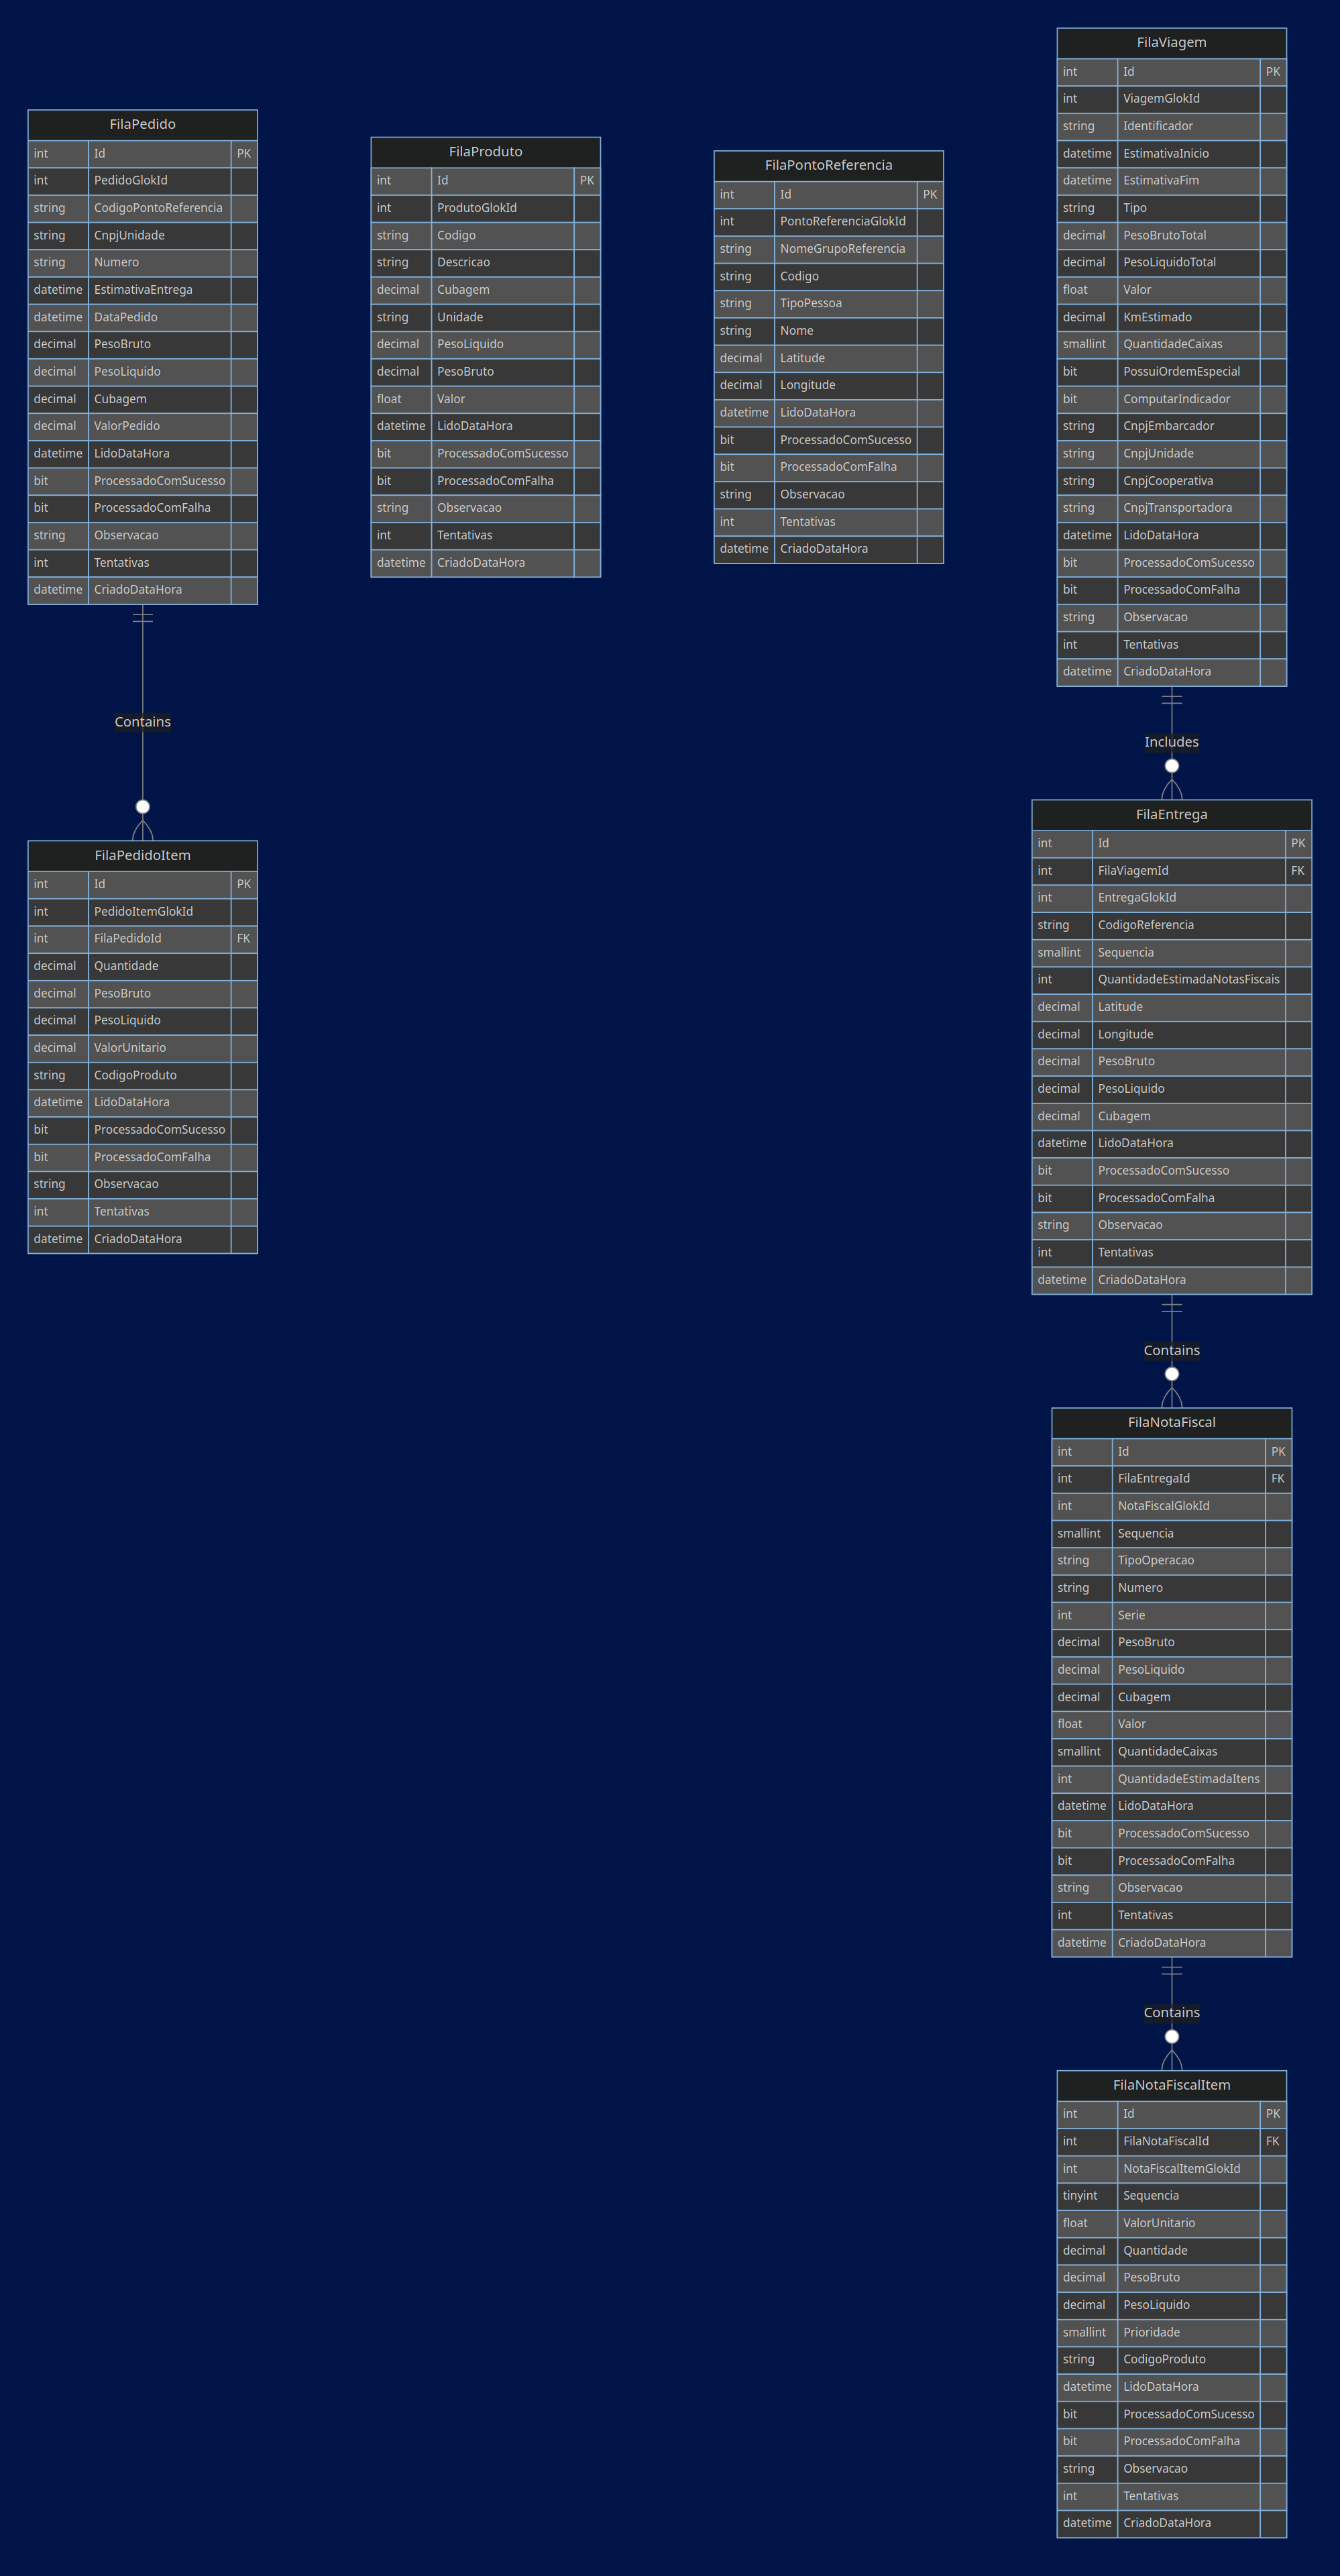 FilaPedido
int Id PK
int PedidoGlokId
string CodigoPontoReferencia
string CnpjUnidade
string Numero
datetime EstimativaEntrega
datetime DataPedido
decimal PesoBruto
decimal PesoLiquido
decimal Cubagem
decimal ValorPedido
datetime LidoDataHora
bit ProcessadoComSucesso
bit ProcessadoComFalha
string Observacao
int Tentativas
datetime CriadoDataHora
Contains
FilaPedidoItem
int Id PK
int PedidoItemGlokId
int FilaPedidoId FK
decimal Quantidade
decimal PesoBruto
decimal PesoLiquido
decimal ValorUnitario
string CodigoProduto
datetime LidoDataHora
bit ProcessadoComSucesso
bit ProcessadoComFalha
string Observacao
int Tentativas
datetime CriadoDataHora
FilaProduto
int Id PK
int ProdutoGlokId
string Codigo
string Descricao
decimal Cubagem
string Unidade
decimal PesoLiquido
decimal PesoBruto
float Valor
datetime LidoDataHora
bit ProcessadoComSucesso
bit ProcessadoComFalha
string Observacao
int Tentativas
datetime CriadoDataHora
FilaPontoReferencia
int Id PK
int PontoReferenciaGlokId
string NomeGrupoReferencia
string Codigo
string TipoPessoa
string Nome
decimal Latitude
decimal Longitude
datetime LidoDataHora
bit ProcessadoComSucesso
bit ProcessadoComFalha
string Observacao
int Tentativas
datetime CriadoDataHora
FilaViagem
int Id PK
int ViagemGlokId
string Identificador
datetime EstimativaInicio
datetime EstimativaFim
string Tipo
decimal PesoBrutoTotal
decimal PesoLiquidoTotal
float Valor
decimal KmEstimado
smallint QuantidadeCaixas
bit PossuiOrdemEspecial
bit ComputarIndicador
string CnpjEmbarcador
string CnpjUnidade
string CnpjCooperativa
string CnpjTransportadora
datetime LidoDataHora
bit ProcessadoComSucesso
bit ProcessadoComFalha
string Observacao
int Tentativas
datetime CriadoDataHora
Includes
FilaEntrega
int Id PK
int FilaViagemId FK
int EntregaGlokId
string CodigoReferencia
smallint Sequencia
int QuantidadeEstimadaNotasFiscais
decimal Latitude
decimal Longitude
decimal PesoBruto
decimal PesoLiquido
decimal Cubagem
datetime LidoDataHora
bit ProcessadoComSucesso
bit ProcessadoComFalha
string Observacao
int Tentativas
datetime CriadoDataHora
Contains
FilaNotaFiscal
int Id PK
int FilaEntregaId FK
int NotaFiscalGlokId
smallint Sequencia
string TipoOperacao
string Numero
int Serie
decimal PesoBruto
decimal PesoLiquido
decimal Cubagem
float Valor
smallint QuantidadeCaixas
int QuantidadeEstimadaItens
datetime LidoDataHora
bit ProcessadoComSucesso
bit ProcessadoComFalha
string Observacao
int Tentativas
datetime CriadoDataHora
Contains
FilaNotaFiscalItem
int Id PK
int FilaNotaFiscalId FK
int NotaFiscalItemGlokId
tinyint Sequencia
float ValorUnitario
decimal Quantidade
decimal PesoBruto
decimal PesoLiquido
smallint Prioridade
string CodigoProduto
datetime LidoDataHora
bit ProcessadoComSucesso
bit ProcessadoComFalha
string Observacao
int Tentativas
datetime CriadoDataHora